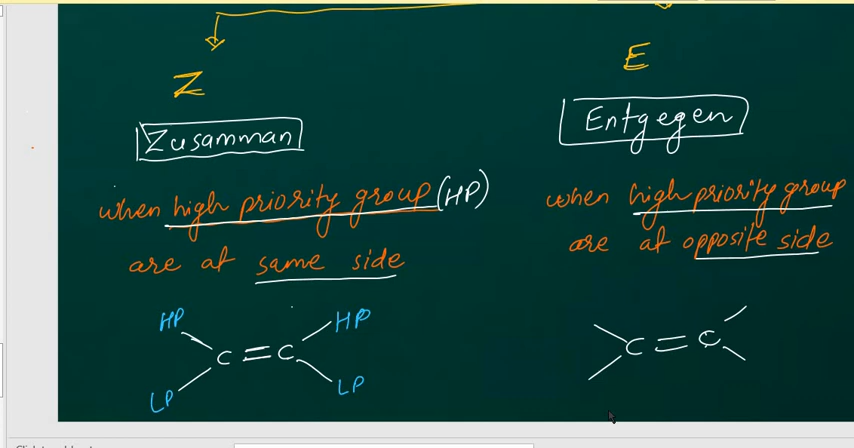 Z
E
Zusamman
Entgegen
when high priority group (HP)
are at same side
when high priority group
are at opposite side
HP HP
C = C
LP LP
C = C